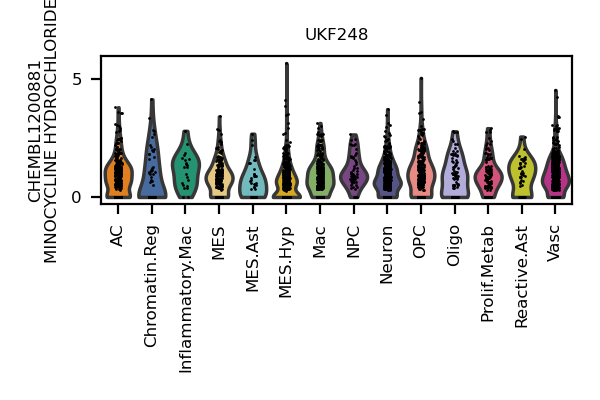 UKF248
CHEMBL1200881
MINOCYCLINE HYDROCHLORIDE
5
0
AC
Chromatin.Reg
Inflammatory.Mac
MES
MES.Ast
MES.Hyp
Mac
NPC
Neuron
OPC
Oligo
Prolif.Metab
Reactive.Ast
Vasc